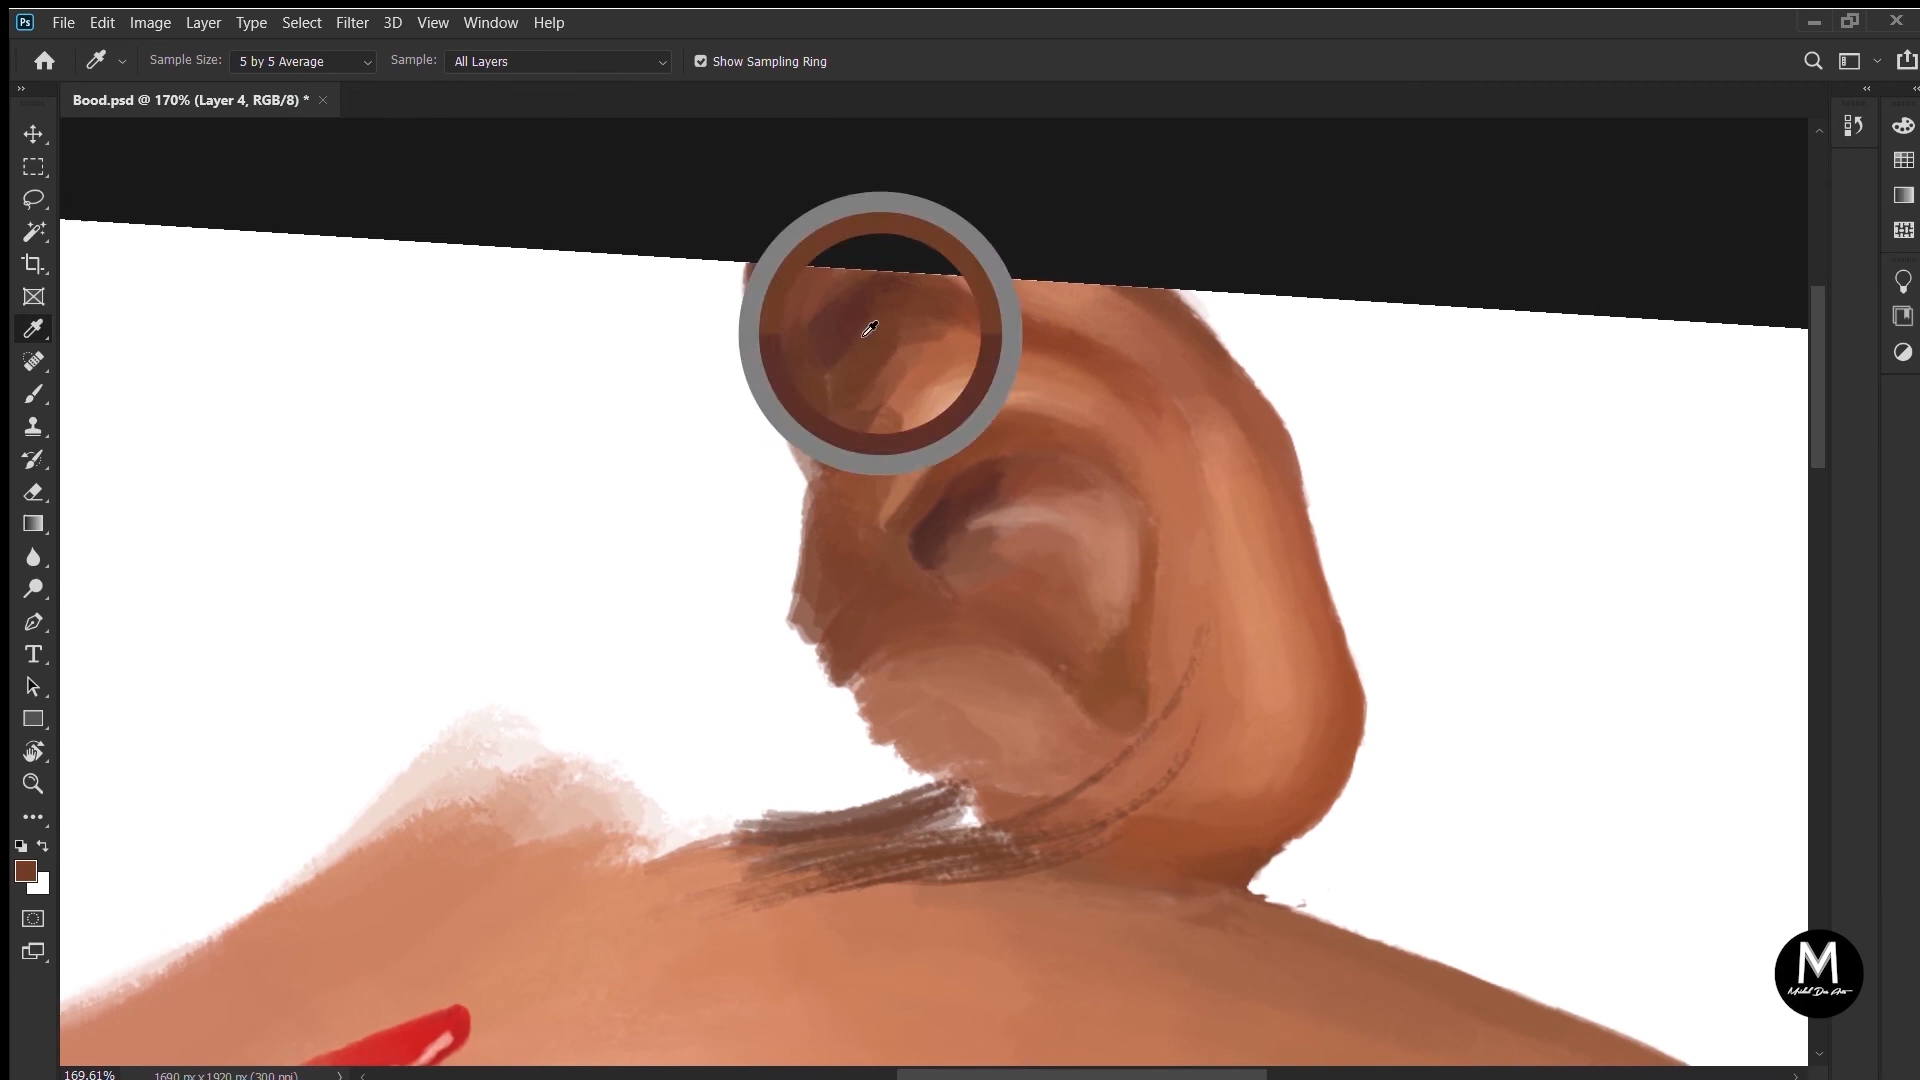 Ps File Edit Image Layer Type Select Filter 3D View Window Help
Sample Size: 5 by 5 Average Sample: All Layers Show Sampling Ring
Bood.psd @ 170% (Layer 4, RGB/8) *
M
169.61% 1690 px x 1920 px (300 ppi)